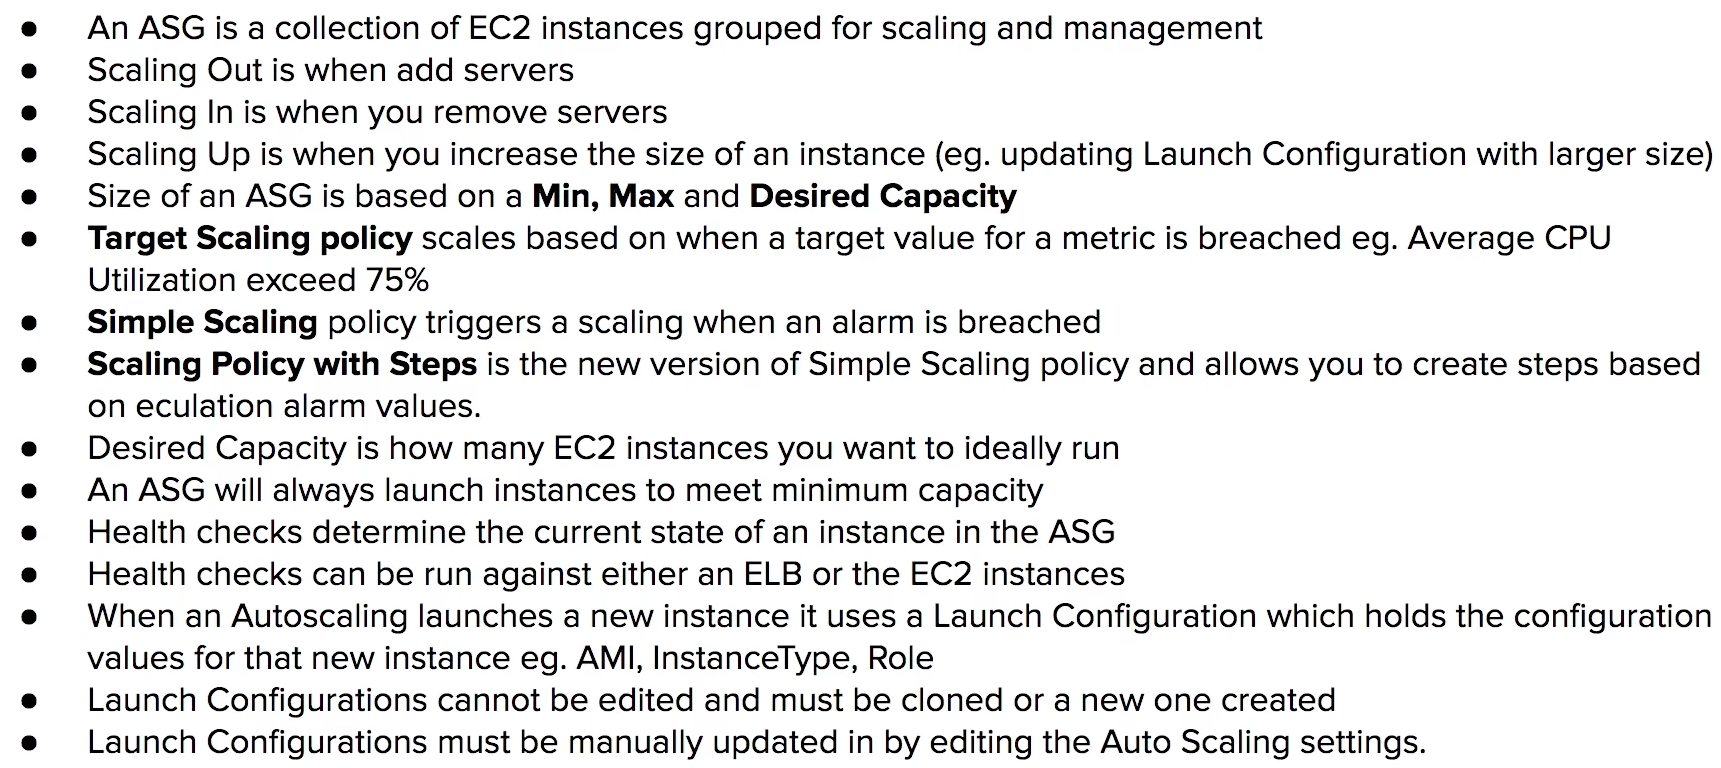 ● An ASG is a collection of EC2 instances grouped for scaling and management
● Scaling Out is when add servers
● Scaling In is when you remove servers
● Scaling Up is when you increase the size of an instance (eg. updating Launch Configuration with larger size)
● Size of an ASG is based on a Min, Max and Desired Capacity
● Target Scaling policy scales based on when a target value for a metric is breached eg. Average CPU
Utilization exceed 75%
● Simple Scaling policy triggers a scaling when an alarm is breached
● Scaling Policy with Steps is the new version of Simple Scaling policy and allows you to create steps based
on eculation alarm values.
● Desired Capacity is how many EC2 instances you want to ideally run
● An ASG will always launch instances to meet minimum capacity
● Health checks determine the current state of an instance in the ASG
● Health checks can be run against either an ELB or the EC2 instances
● When an Autoscaling launches a new instance it uses a Launch Configuration which holds the configuration
values for that new instance eg. AMI, InstanceType, Role
● Launch Configurations cannot be edited and must be cloned or a new one created
● Launch Configurations must be manually updated in by editing the Auto Scaling settings.